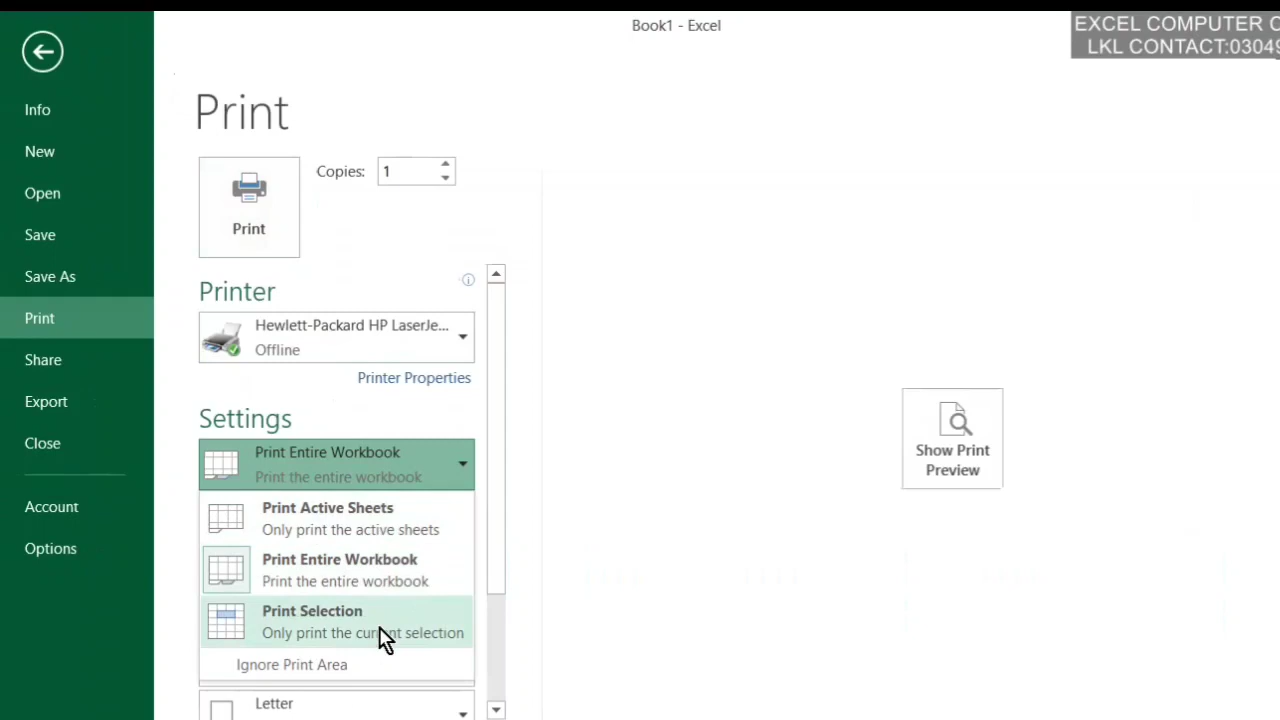 Book1 - Excel
EXCEL COMPUTER
LKL CONTACT:03049
Info
New
Open
Save
Save As
Print
Share
Export
Close
Account
Options
Print
Copies: 1
Print
Printer
Hewlett-Packard HP LaserJe...
Offline
Printer Properties
Settings
Print Entire Workbook
Print the entire workbook
Print Active Sheets
Only print the active sheets
Print Entire Workbook
Print the entire workbook
Print Selection
Only print the current selection
Ignore Print Area
Letter
Show Print
Preview